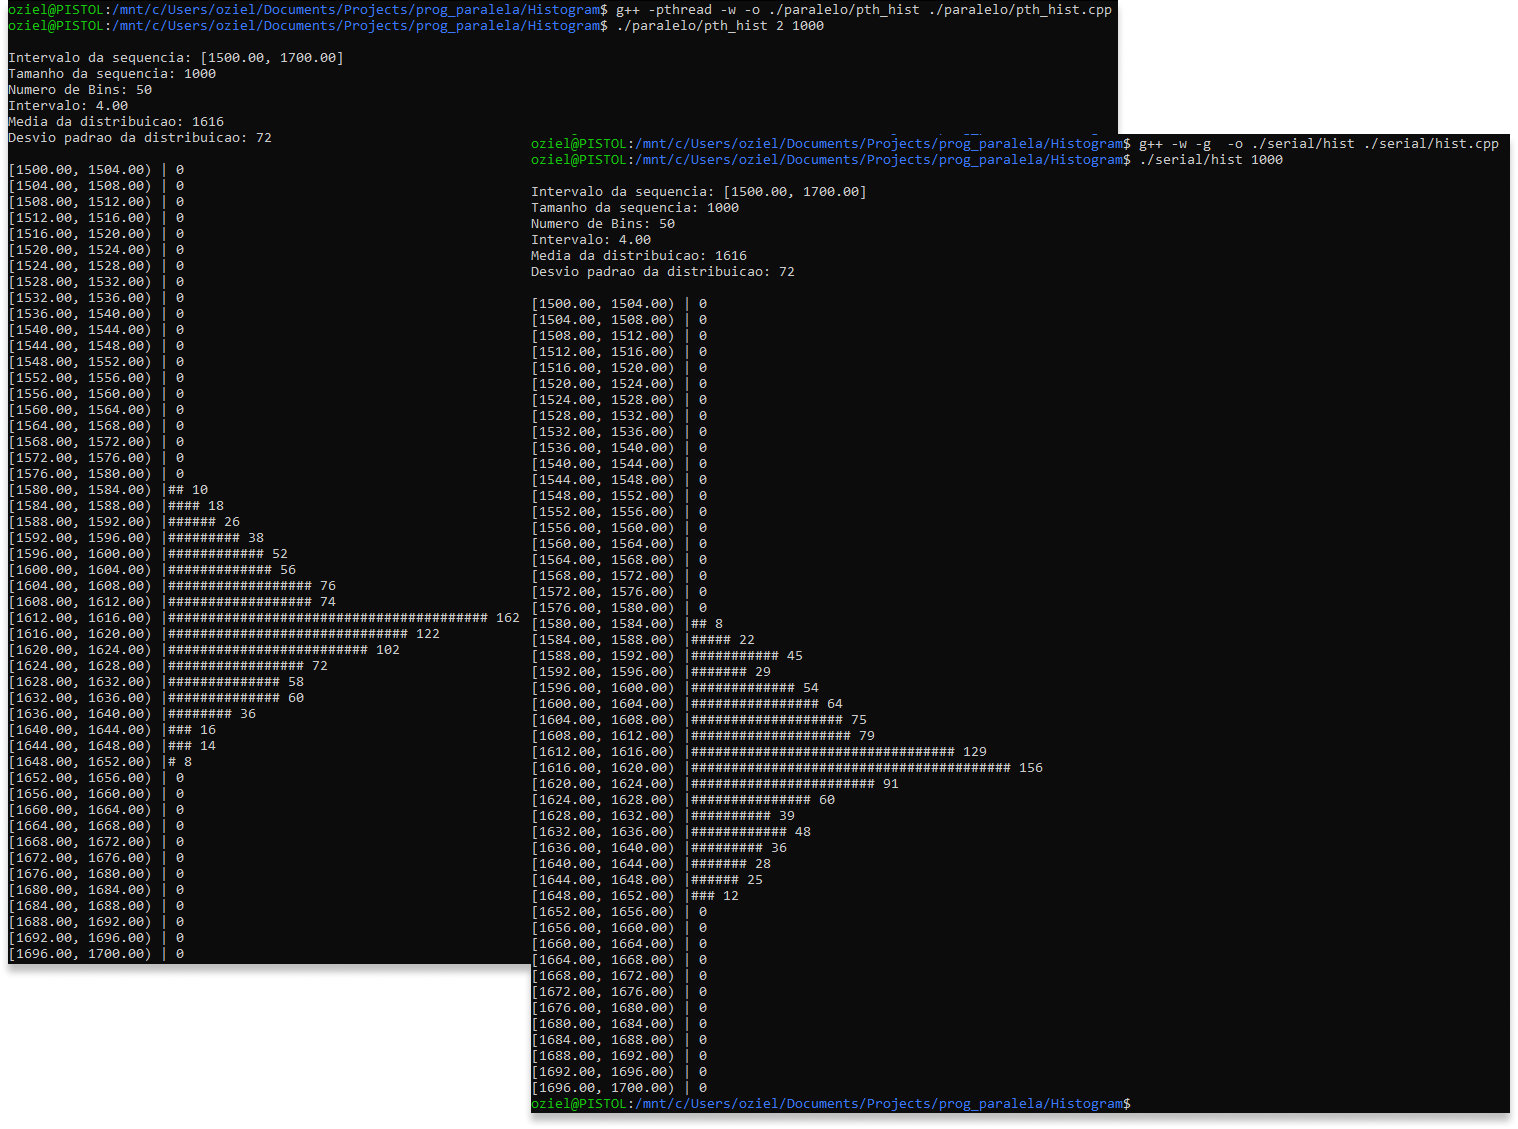 oziel@PISTOL:/mnt/c/Users/oziel/Documents/Projects/prog_paralela/Histogram$ g++ -pthread -w -o ./paralelo/pth_hist ./paralelo/pth_hist.cpp
oziel@PISTOL:/mnt/c/Users/oziel/Documents/Projects/prog_paralela/Histogram$ ./paralelo/pth_hist 2 1000
Intervalo da sequencia: [1500.00, 1700.00]
Tamanho da sequencia: 1000
Numero de Bins: 50
Intervalo: 4.00
Media da distribuicao: 1616
Desvio padrao da distribuicao: 72
[1500.00, 1504.00) | 0
[1504.00, 1508.00) | 0
[1508.00, 1512.00) | 0
[1512.00, 1516.00) | 0
[1516.00, 1520.00) | 0
[1520.00, 1524.00) | 0
[1524.00, 1528.00) | 0
[1528.00, 1532.00) | 0
[1532.00, 1536.00) | 0
[1536.00, 1540.00) | 0
[1540.00, 1544.00) | 0
[1544.00, 1548.00) | 0
[1548.00, 1552.00) | 0
[1552.00, 1556.00) | 0
[1556.00, 1560.00) | 0
[1560.00, 1564.00) | 0
[1564.00, 1568.00) | 0
[1568.00, 1572.00) | 0
[1572.00, 1576.00) | 0
[1576.00, 1580.00) | 0
[1580.00, 1584.00) |## 10
[1584.00, 1588.00) |#### 18
[1588.00, 1592.00) |###### 26
[1592.00, 1596.00) |######### 38
[1596.00, 1600.00) |############ 52
[1600.00, 1604.00) |############# 56
[1604.00, 1608.00) |################## 76
[1608.00, 1612.00) |################## 74
[1612.00, 1616.00) |######################################## 162
[1616.00, 1620.00) |############################## 122
[1620.00, 1624.00) |######################### 102
[1624.00, 1628.00) |################# 72
[1628.00, 1632.00) |############## 58
[1632.00, 1636.00) |############## 60
[1636.00, 1640.00) |######## 36
[1640.00, 1644.00) |### 16
[1644.00, 1648.00) |### 14
[1648.00, 1652.00) |# 8
[1652.00, 1656.00) | 0
[1656.00, 1660.00) | 0
[1660.00, 1664.00) | 0
[1664.00, 1668.00) | 0
[1668.00, 1672.00) | 0
[1672.00, 1676.00) | 0
[1676.00, 1680.00) | 0
[1680.00, 1684.00) | 0
[1684.00, 1688.00) | 0
[1688.00, 1692.00) | 0
[1692.00, 1696.00) | 0
[1696.00, 1700.00) | 0
oziel@PISTOL:/mnt/c/Users/oziel/Documents/Projects/prog_paralela/Histogram$ g++ -w -g  -o ./serial/hist ./serial/hist.cpp
oziel@PISTOL:/mnt/c/Users/oziel/Documents/Projects/prog_paralela/Histogram$ ./serial/hist 1000
Intervalo da sequencia: [1500.00, 1700.00]
Tamanho da sequencia: 1000
Numero de Bins: 50
Intervalo: 4.00
Media da distribuicao: 1616
Desvio padrao da distribuicao: 72
[1500.00, 1504.00) | 0
[1504.00, 1508.00) | 0
[1508.00, 1512.00) | 0
[1512.00, 1516.00) | 0
[1516.00, 1520.00) | 0
[1520.00, 1524.00) | 0
[1524.00, 1528.00) | 0
[1528.00, 1532.00) | 0
[1532.00, 1536.00) | 0
[1536.00, 1540.00) | 0
[1540.00, 1544.00) | 0
[1544.00, 1548.00) | 0
[1548.00, 1552.00) | 0
[1552.00, 1556.00) | 0
[1556.00, 1560.00) | 0
[1560.00, 1564.00) | 0
[1564.00, 1568.00) | 0
[1568.00, 1572.00) | 0
[1572.00, 1576.00) | 0
[1576.00, 1580.00) | 0
[1580.00, 1584.00) |## 8
[1584.00, 1588.00) |##### 22
[1588.00, 1592.00) |########### 45
[1592.00, 1596.00) |####### 29
[1596.00, 1600.00) |############# 54
[1600.00, 1604.00) |################ 64
[1604.00, 1608.00) |################### 75
[1608.00, 1612.00) |#################### 79
[1612.00, 1616.00) |################################# 129
[1616.00, 1620.00) |######################################## 156
[1620.00, 1624.00) |####################### 91
[1624.00, 1628.00) |############### 60
[1628.00, 1632.00) |########## 39
[1632.00, 1636.00) |############ 48
[1636.00, 1640.00) |######### 36
[1640.00, 1644.00) |####### 28
[1644.00, 1648.00) |###### 25
[1648.00, 1652.00) |### 12
[1652.00, 1656.00) | 0
[1656.00, 1660.00) | 0
[1660.00, 1664.00) | 0
[1664.00, 1668.00) | 0
[1668.00, 1672.00) | 0
[1672.00, 1676.00) | 0
[1676.00, 1680.00) | 0
[1680.00, 1684.00) | 0
[1684.00, 1688.00) | 0
[1688.00, 1692.00) | 0
[1692.00, 1696.00) | 0
[1696.00, 1700.00) | 0
oziel@PISTOL:/mnt/c/Users/oziel/Documents/Projects/prog_paralela/Histogram$